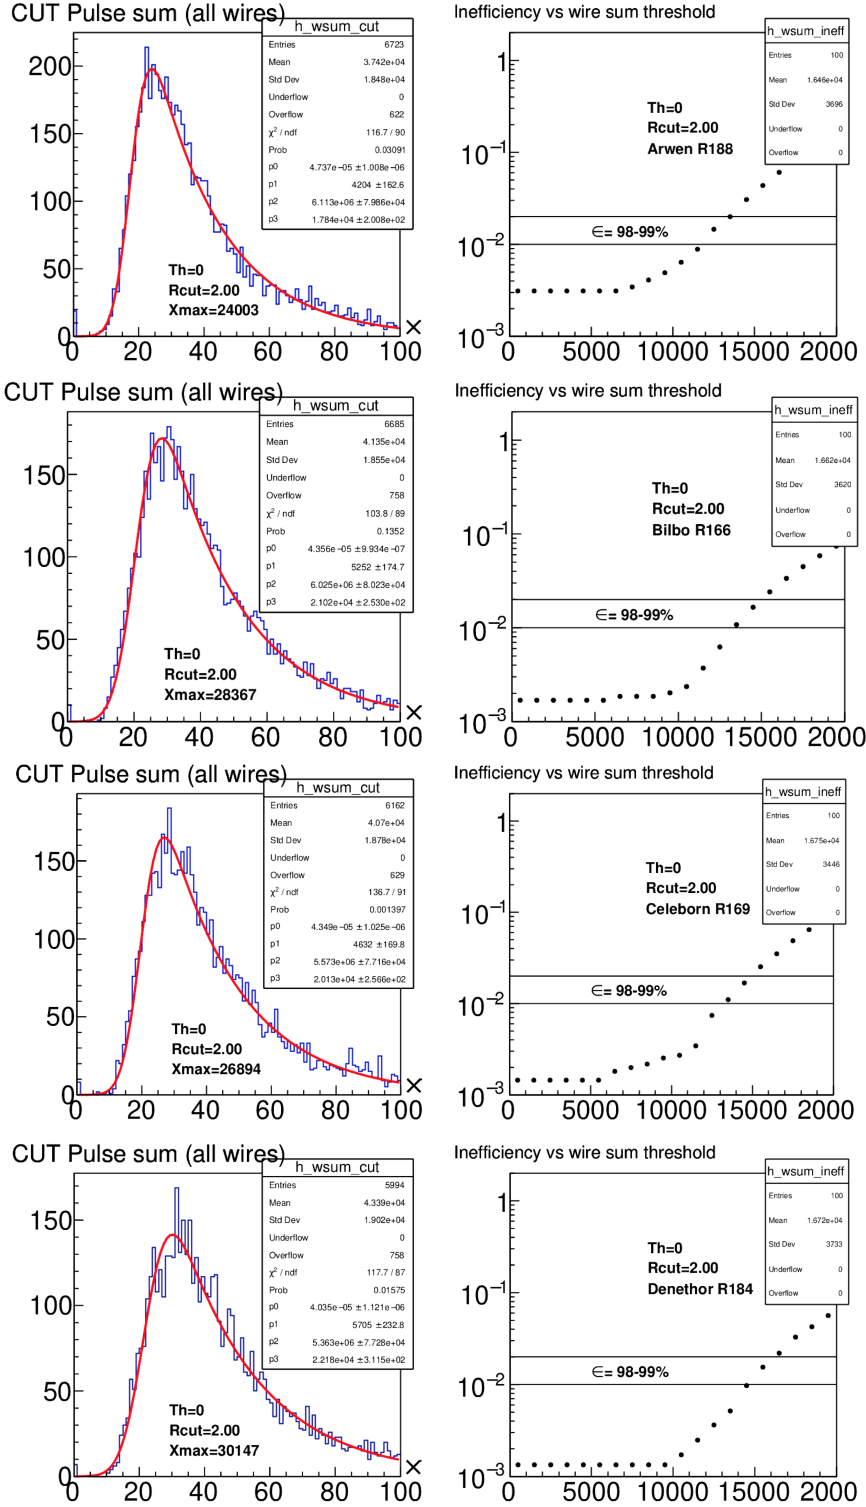 CUT Pulse sum (all wires)
h_wsum_cut
Entries 6723
Mean 3.742e+04
Std Dev 1.848e+04
Underflow 0
Overflow 622
χ² / ndf 116.7 / 90
Prob 0.03091
p0 4.737e−05 ±1.008e−06
p1 4204 ±162.6
p2 6.113e+06 ±7.986e+04
p3 1.784e+04 ±2.008e+02
200
150
100
50
0
Th=0
Rcut=2.00
Xmax=24003
0 20 40 60 80 100 ×
Inefficiency vs wire sum threshold
h_wsum_ineff
Entries 100
Mean 1.646e+04
Std Dev 3696
Underflow 0
Overflow 0
1
10−1
10−2
10−3
Th=0
Rcut=2.00
Arwen R188
∈= 98-99%
0 5000 10000 15000 2000
CUT Pulse sum (all wires)
h_wsum_cut
Entries 6685
Mean 4.135e+04
Std Dev 1.855e+04
Underflow 0
Overflow 758
χ² / ndf 103.8 / 89
Prob 0.1352
p0 4.356e−05 ±9.934e−07
p1 5252 ±174.7
p2 6.025e+06 ±8.023e+04
p3 2.102e+04 ±2.530e+02
150
100
50
0
Th=0
Rcut=2.00
Xmax=28367
0 20 40 60 80 100 ×
Inefficiency vs wire sum threshold
h_wsum_ineff
Entries 100
Mean 1.662e+04
Std Dev 3620
Underflow 0
Overflow 0
1
10−1
10−2
10−3
Th=0
Rcut=2.00
Bilbo R166
∈= 98-99%
0 5000 10000 15000 2000
CUT Pulse sum (all wires)
h_wsum_cut
Entries 6162
Mean 4.07e+04
Std Dev 1.878e+04
Underflow 0
Overflow 629
χ² / ndf 136.7 / 91
Prob 0.001397
p0 4.349e−05 ±1.025e−06
p1 4632 ±169.8
p2 5.573e+06 ±7.716e+04
p3 2.013e+04 ±2.566e+02
150
100
50
0
Th=0
Rcut=2.00
Xmax=26894
0 20 40 60 80 100 ×
Inefficiency vs wire sum threshold
h_wsum_ineff
Entries 100
Mean 1.675e+04
Std Dev 3446
Underflow 0
Overflow 0
1
10−1
10−2
10−3
Th=0
Rcut=2.00
Celeborn R169
∈= 98-99%
0 5000 10000 15000 2000
CUT Pulse sum (all wires)
h_wsum_cut
Entries 5994
Mean 4.339e+04
Std Dev 1.902e+04
Underflow 0
Overflow 758
χ² / ndf 117.7 / 87
Prob 0.01575
p0 4.035e−05 ±1.121e−06
p1 5705 ±232.8
p2 5.363e+06 ±7.728e+04
p3 2.218e+04 ±3.115e+02
150
100
50
0
Th=0
Rcut=2.00
Xmax=30147
0 20 40 60 80 100 ×
Inefficiency vs wire sum threshold
h_wsum_ineff
Entries 100
Mean 1.672e+04
Std Dev 3733
Underflow 0
Overflow 0
1
10−1
10−2
10−3
Th=0
Rcut=2.00
Denethor R184
∈= 98-99%
0 5000 10000 15000 2000